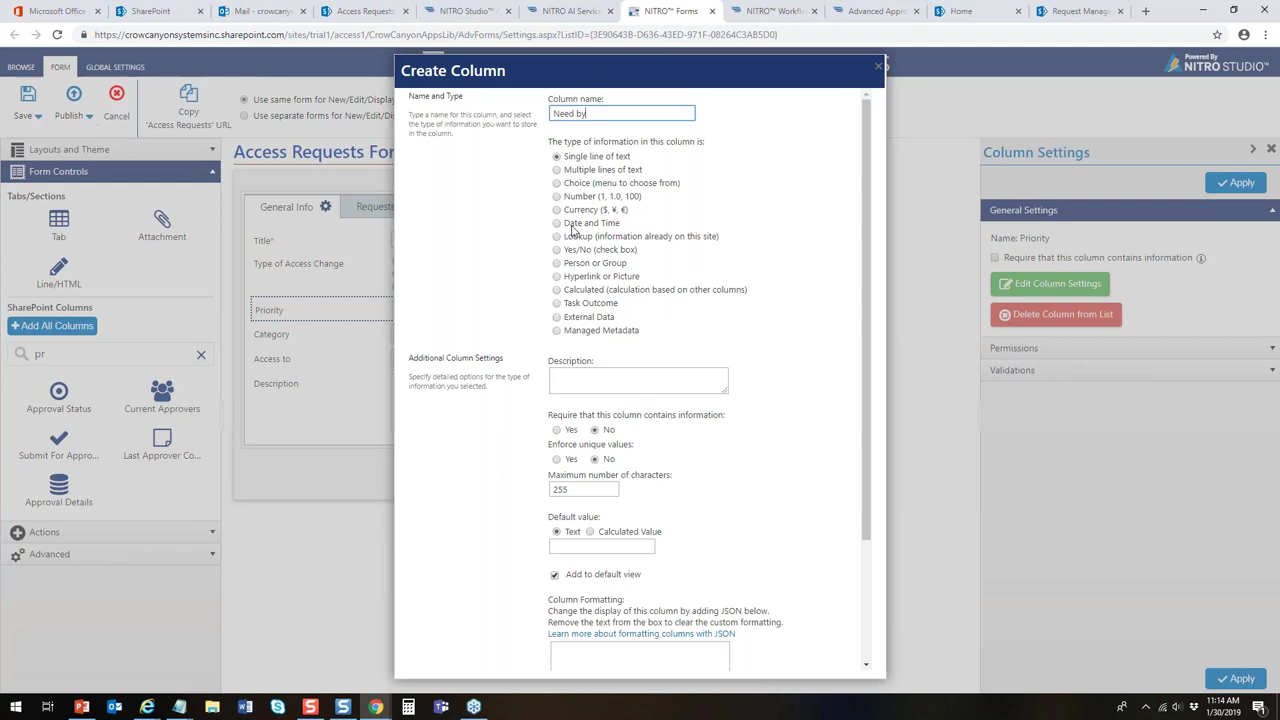 Microsoft Office
SharePoint
Mail - crowcanyon
Access Requests
NITRO™ Studio - A
NITRO™ AI Service
NITRO™ Forms
NITRO™ Workfl
Advanced Appro
Home
Request Manag
https://crowcanyonsystemsinc.sharepoint.com/sites/trial1/access1/CrowCanyonAppsLib/AdvForms/Settings.aspx?ListID={3E90643B-D636-43ED-971F-08264C3AB5D0}
BROWSE
FORM
GLOBAL SETTINGS
Powered By
NITRO STUDIO™
Save
Publish
Cancel
Copy
'Access Requests' URL
Use same form for New/Edit/Display
Use separate forms for New/Edit/
Layouts and Theme
Form Controls
Tabs/Sections
Tab
Attachment
Line/HTML
SharePoint Columns
Add All Columns
pr
Approval Status
Current Approvers
Submit For Appro...
Last Approver Co...
Approval Details
Actions
Advanced
Access Requests For
General Info
Requeste
Title*
Type of Access Change
Priority
Category
Access to
Description
Create Column
Name and Type
Type a name for this column, and select
the type of information you want to store
in the column.
Column name:
Need by
The type of information in this column is:
Single line of text
Multiple lines of text
Choice (menu to choose from)
Number (1, 1.0, 100)
Currency ($, ¥, €)
Date and Time
Lookup (information already on this site)
Yes/No (check box)
Person or Group
Hyperlink or Picture
Calculated (calculation based on other columns)
Task Outcome
External Data
Managed Metadata
Additional Column Settings
Specify detailed options for the type of
information you selected.
Description:
Require that this column contains information:
Yes No
Enforce unique values:
Yes No
Maximum number of characters:
255
Default value:
Text Calculated Value
Add to default view
Column Formatting:
Change the display of this column by adding JSON below.
Remove the text from the box to clear the custom formatting.
Learn more about formatting columns with JSON
Column Settings
Apply
General Settings
Name: Priority
Require that this column contains information
Edit Column Settings
Delete Column from List
Permissions
Validations
Apply
11:14 AM
1/30/2019